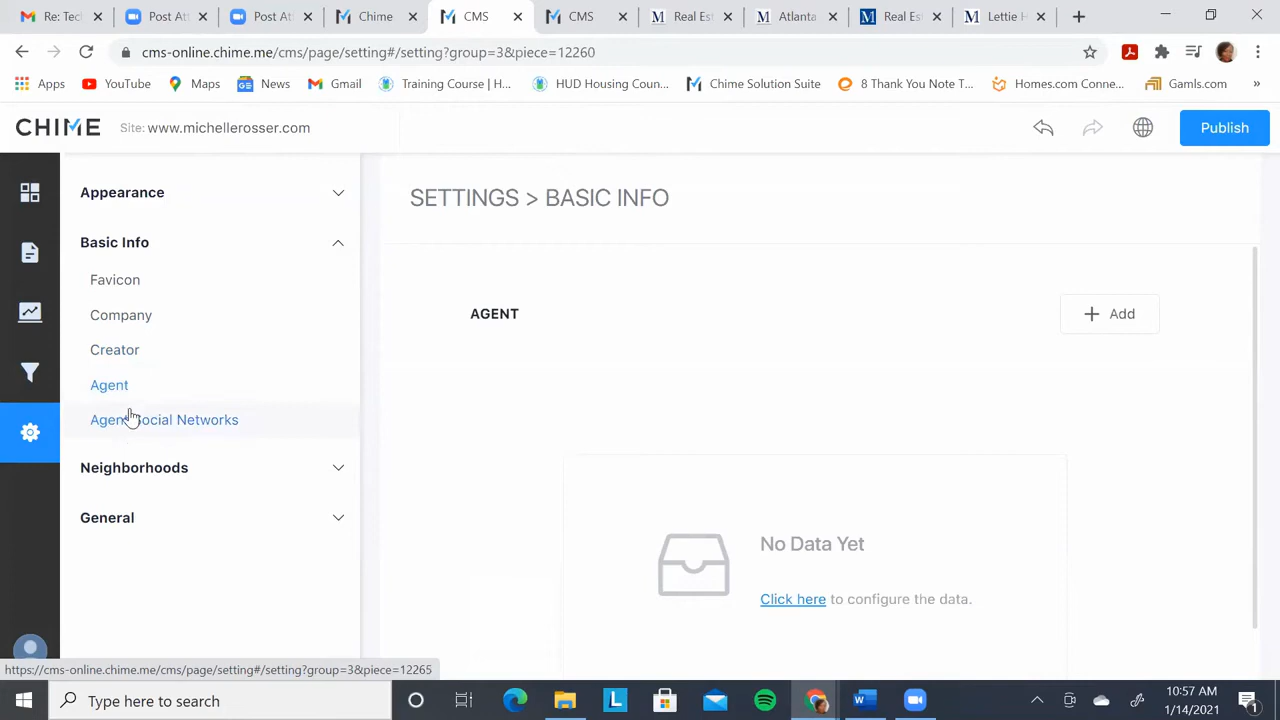 Re: Tech
Post Att
Post Att
Chime
CMS
CMS
Real Est
Atlanta
Real Est
Lettie H
cms-online.chime.me/cms/page/setting#/setting?group=3&piece=12260
Apps
YouTube
Maps
News
Gmail
Training Course | H...
HUD Housing Coun...
Chime Solution Suite
8 Thank You Note T...
Homes.com Conne...
Gamls.com
»
CHIME
Site: www.michellerosser.com
Publish
Appearance
Basic Info
Favicon
Company
Creator
Agent
Agent Social Networks
Neighborhoods
General
SETTINGS > BASIC INFO
AGENT
+ Add
No Data Yet
Click here to configure the data.
https://cms-online.chime.me/cms/page/setting#/setting?group=3&piece=12265
Type here to search
10:57 AM
1/14/2021